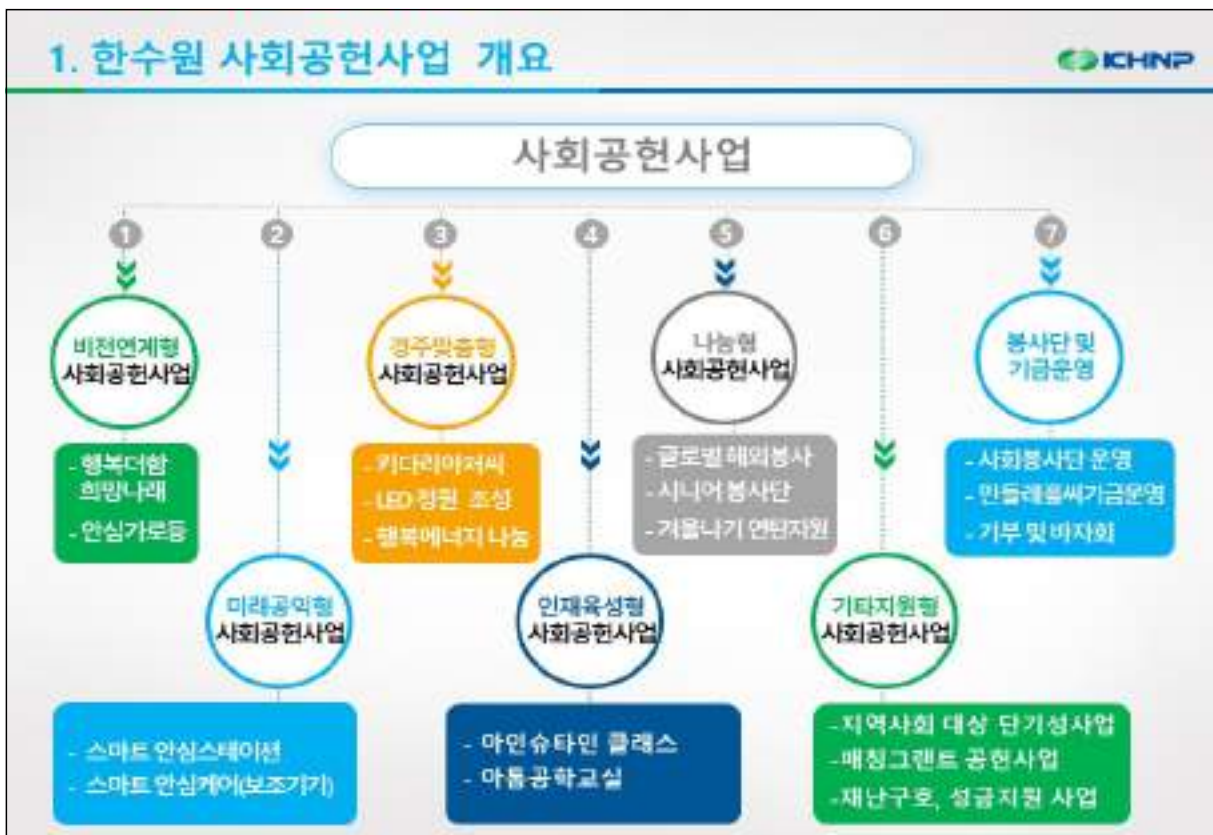 1. 한수원 사회공헌사업 개요
KHNP
사회공헌사업
1
2
3
4
5
6
7
비전연계형
사회공헌사업
- 행복더함
희망나래
- 안심가로등
미래공익형
사회공헌사업
- 스마트 안심스테이션
- 스마트 안심케어(보조기기)
경주맞춤형
사회공헌사업
- 키다리아저씨
- LED 정원 조성
- 행복에너지 나눔
인재육성형
사회공헌사업
- 아인슈타인 클래스
- 아톰공학교실
나눔형
사회공헌사업
- 글로벌 해외봉사
- 시니어 봉사단
- 겨울나기 연탄지원
기타지원형
사회공헌사업
-지역사회 대상 단기성사업
-매칭그랜트 공헌사업
-재난구호, 성금지원 사업
봉사단 및
기금운영
- 사회봉사단 운영
- 민들레홀씨기금운영
- 기부 및 바자회